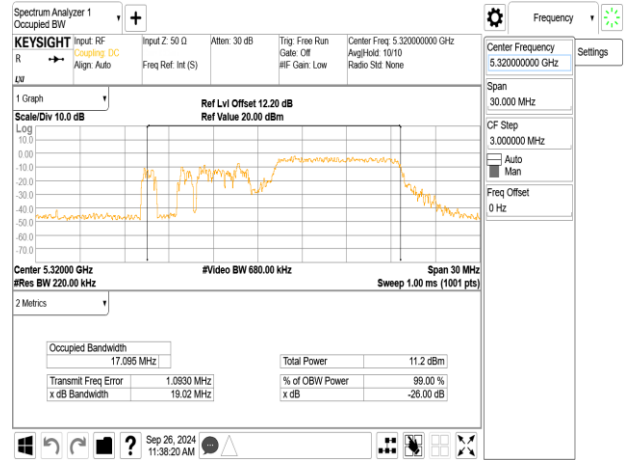 Spectrum Analyzer 1
Occupied BW
Frequency
KEYSIGHT Input: RF Input Z: 50 Ω Atten: 30 dB Trig: Free Run Center Freq: 5.320000000 GHz
R Coupling: DC Gate: Off Avg|Hold: 10/10
Align: Auto Freq Ref: Int (S) #IF Gain: Low Radio Std: None
Center Frequency
5.320000000 GHz
Settings
Span
30.000 MHz
CF Step
3.000000 MHz
Auto
Man
Freq Offset
0 Hz
1 Graph
Ref Lvl Offset 12.20 dB
Scale/Div 10.0 dB Ref Value 20.00 dBm
Log
10.0
0.00
-10.0
-20.0
-30.0
-40.0
-50.0
-60.0
-70.0
Center 5.32000 GHz #Video BW 680.00 kHz Span 30 MHz
#Res BW 220.00 kHz Sweep 1.00 ms (1001 pts)
2 Metrics
Occupied Bandwidth
17.095 MHz Total Power 11.2 dBm
Transmit Freq Error 1.0930 MHz % of OBW Power 99.00 %
x dB Bandwidth 19.02 MHz x dB -26.00 dB
Sep 26, 2024
11:38:20 AM